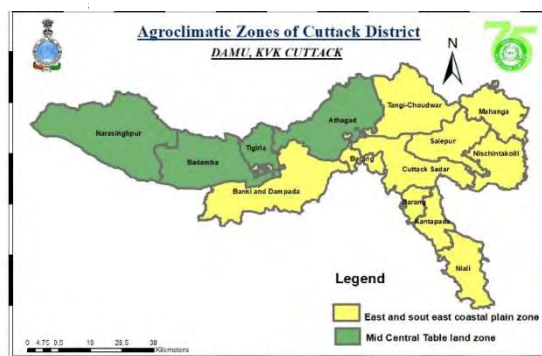 Agroclimatic Zones of Cuttack District
DAMU, KVK CUTTACK
75
N
Tangi-Choudwar
Mahanga
Athagad
Narasinghpur
Tigiria
Salepur
Badamba
Nischintakoili
Barang
Cuttack Sadar
Banki and Dampada
Barang
Kantapada
Niali
Legend
East and sout east coastal plain zone
Mid Central Table land zone
0 4.75 9.5 19 28.5 38
Kilometers